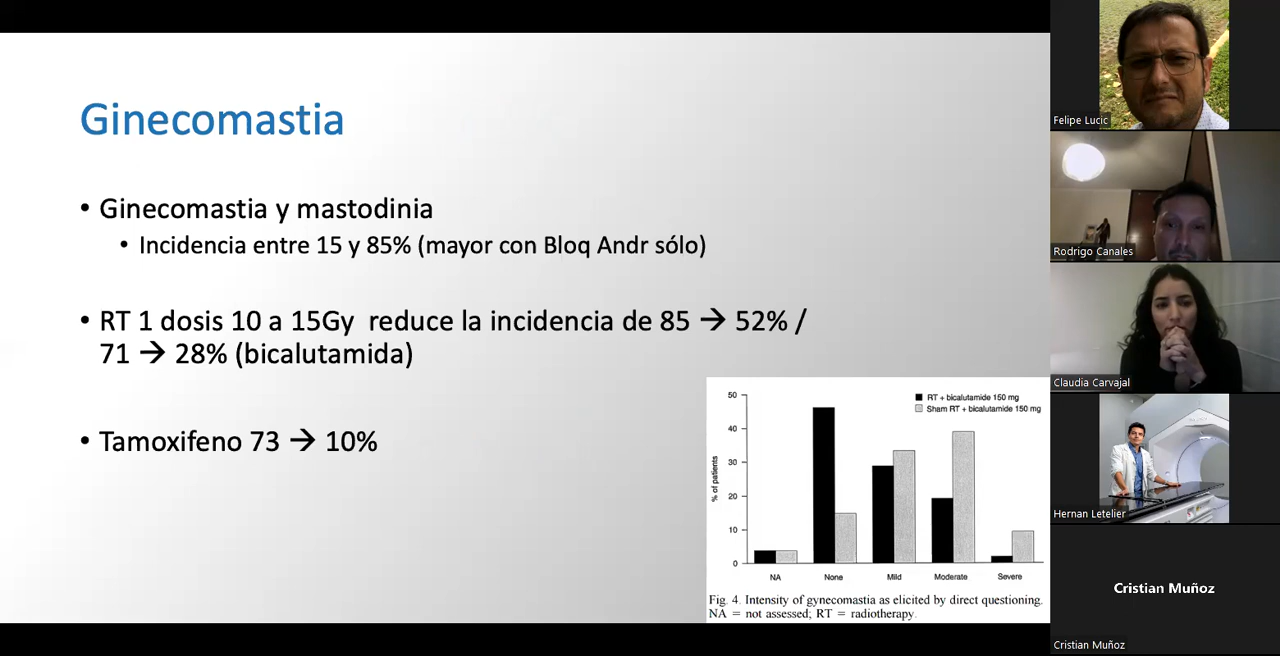 Ginecomastia
• Ginecomastia y mastodinia
• Incidencia entre 15 y 85% (mayor con Bloq Andr sólo)
• RT 1 dosis 10 a 15Gy reduce la incidencia de 85 → 52% /
71 → 28% (bicalutamida)
• Tamoxifeno 73 → 10%
50
40
30
20
10
0
% of patients
RT + bicalutamide 150 mg
Sham RT + bicalutamide 150 mg
NA None Mild Moderate Severe
Fig. 4. Intensity of gynecomastia as elicited by direct questioning.
NA = not assessed; RT = radiotherapy.
Felipe Lucic
Rodrigo Canales
Claudia Carvajal
Hernan Letelier
Cristian Muñoz
Cristian Muñoz